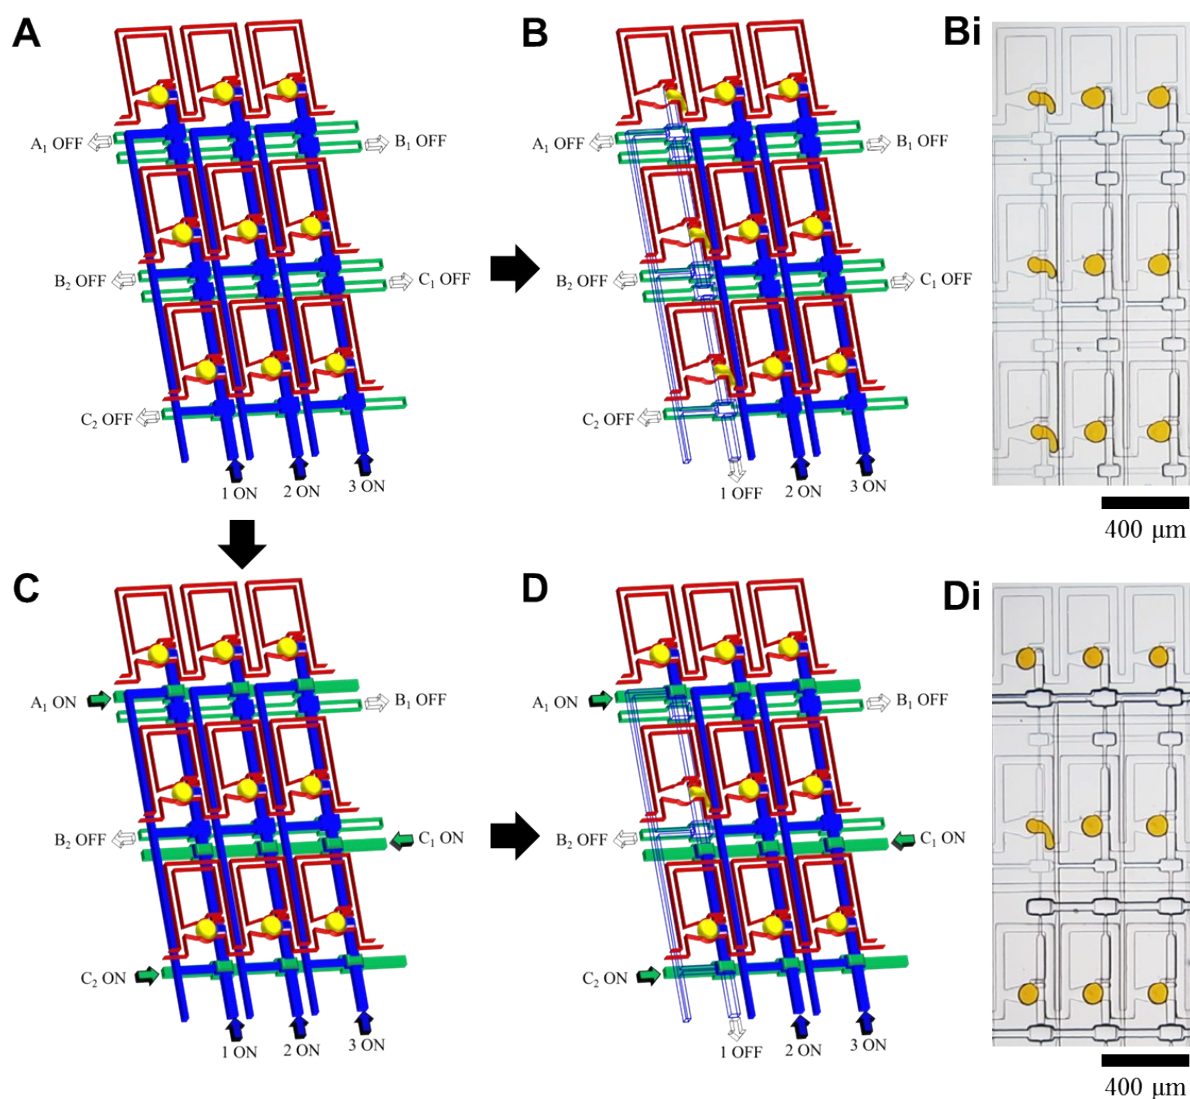 A
B
Bi
A₁ OFF
B₁ OFF
A₁ OFF
B₁ OFF
B₂ OFF
C₁ OFF
B₂ OFF
C₁ OFF
C₂ OFF
C₂ OFF
1 ON
2 ON
3 ON
1 OFF
2 ON
3 ON
400 µm
C
D
Di
A₁ ON
B₁ OFF
A₁ ON
B₁ OFF
B₂ OFF
C₁ ON
B₂ OFF
C₁ ON
C₂ ON
C₂ ON
1 ON
2 ON
3 ON
1 OFF
2 ON
3 ON
400 µm